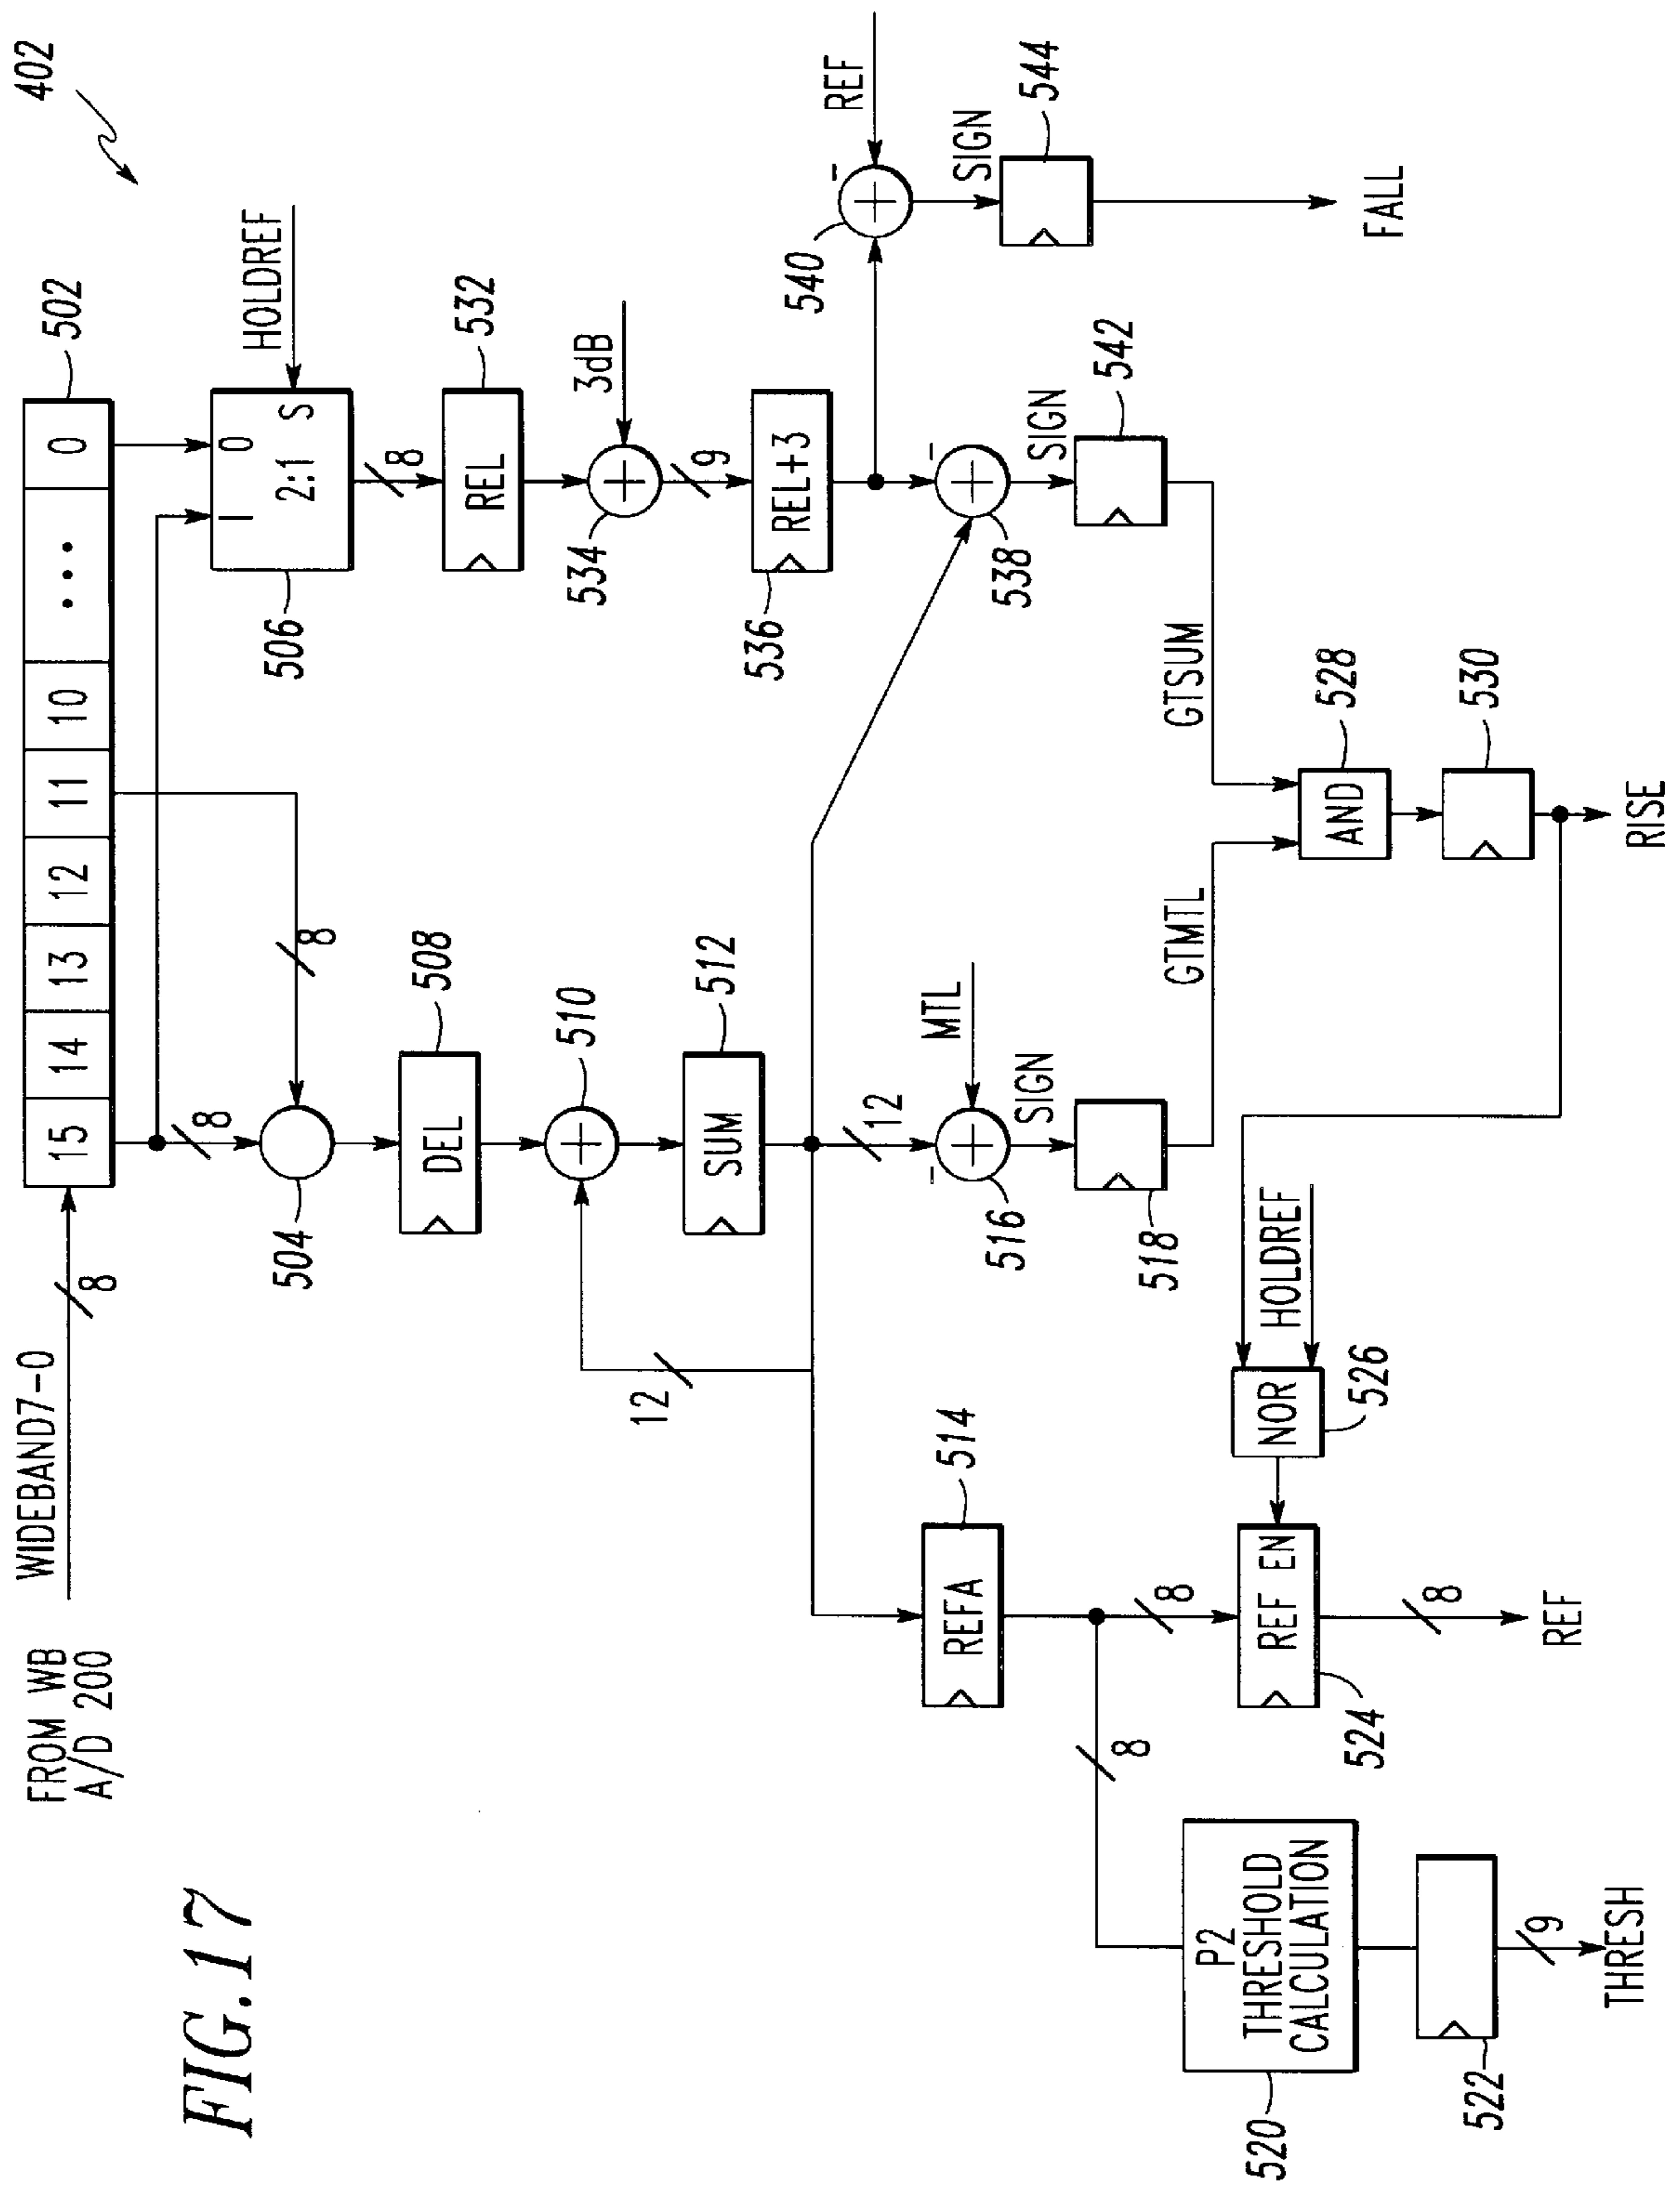 402
FROM WB
A/D 200
WIDEBAND7-0
8
15
14
13
12
11
10
• • •
0
502
8
8
504
1
0
2:1
S
HOLDREF
506
8
DEL
508
REL
532
510
3dB
534
9
12
SUM
512
REL+3
536
REF
540
SIGN
544
FALL
REFA
514
12
MTL
516
SIGN
518
538
SIGN
542
GTMTL
GTSUM
AND
528
530
RISE
8
8
P2
THRESHOLD
CALCULATION
520
REF EN
524
NOR
526
HOLDREF
8
REF
522
9
THRESH
FIG.17